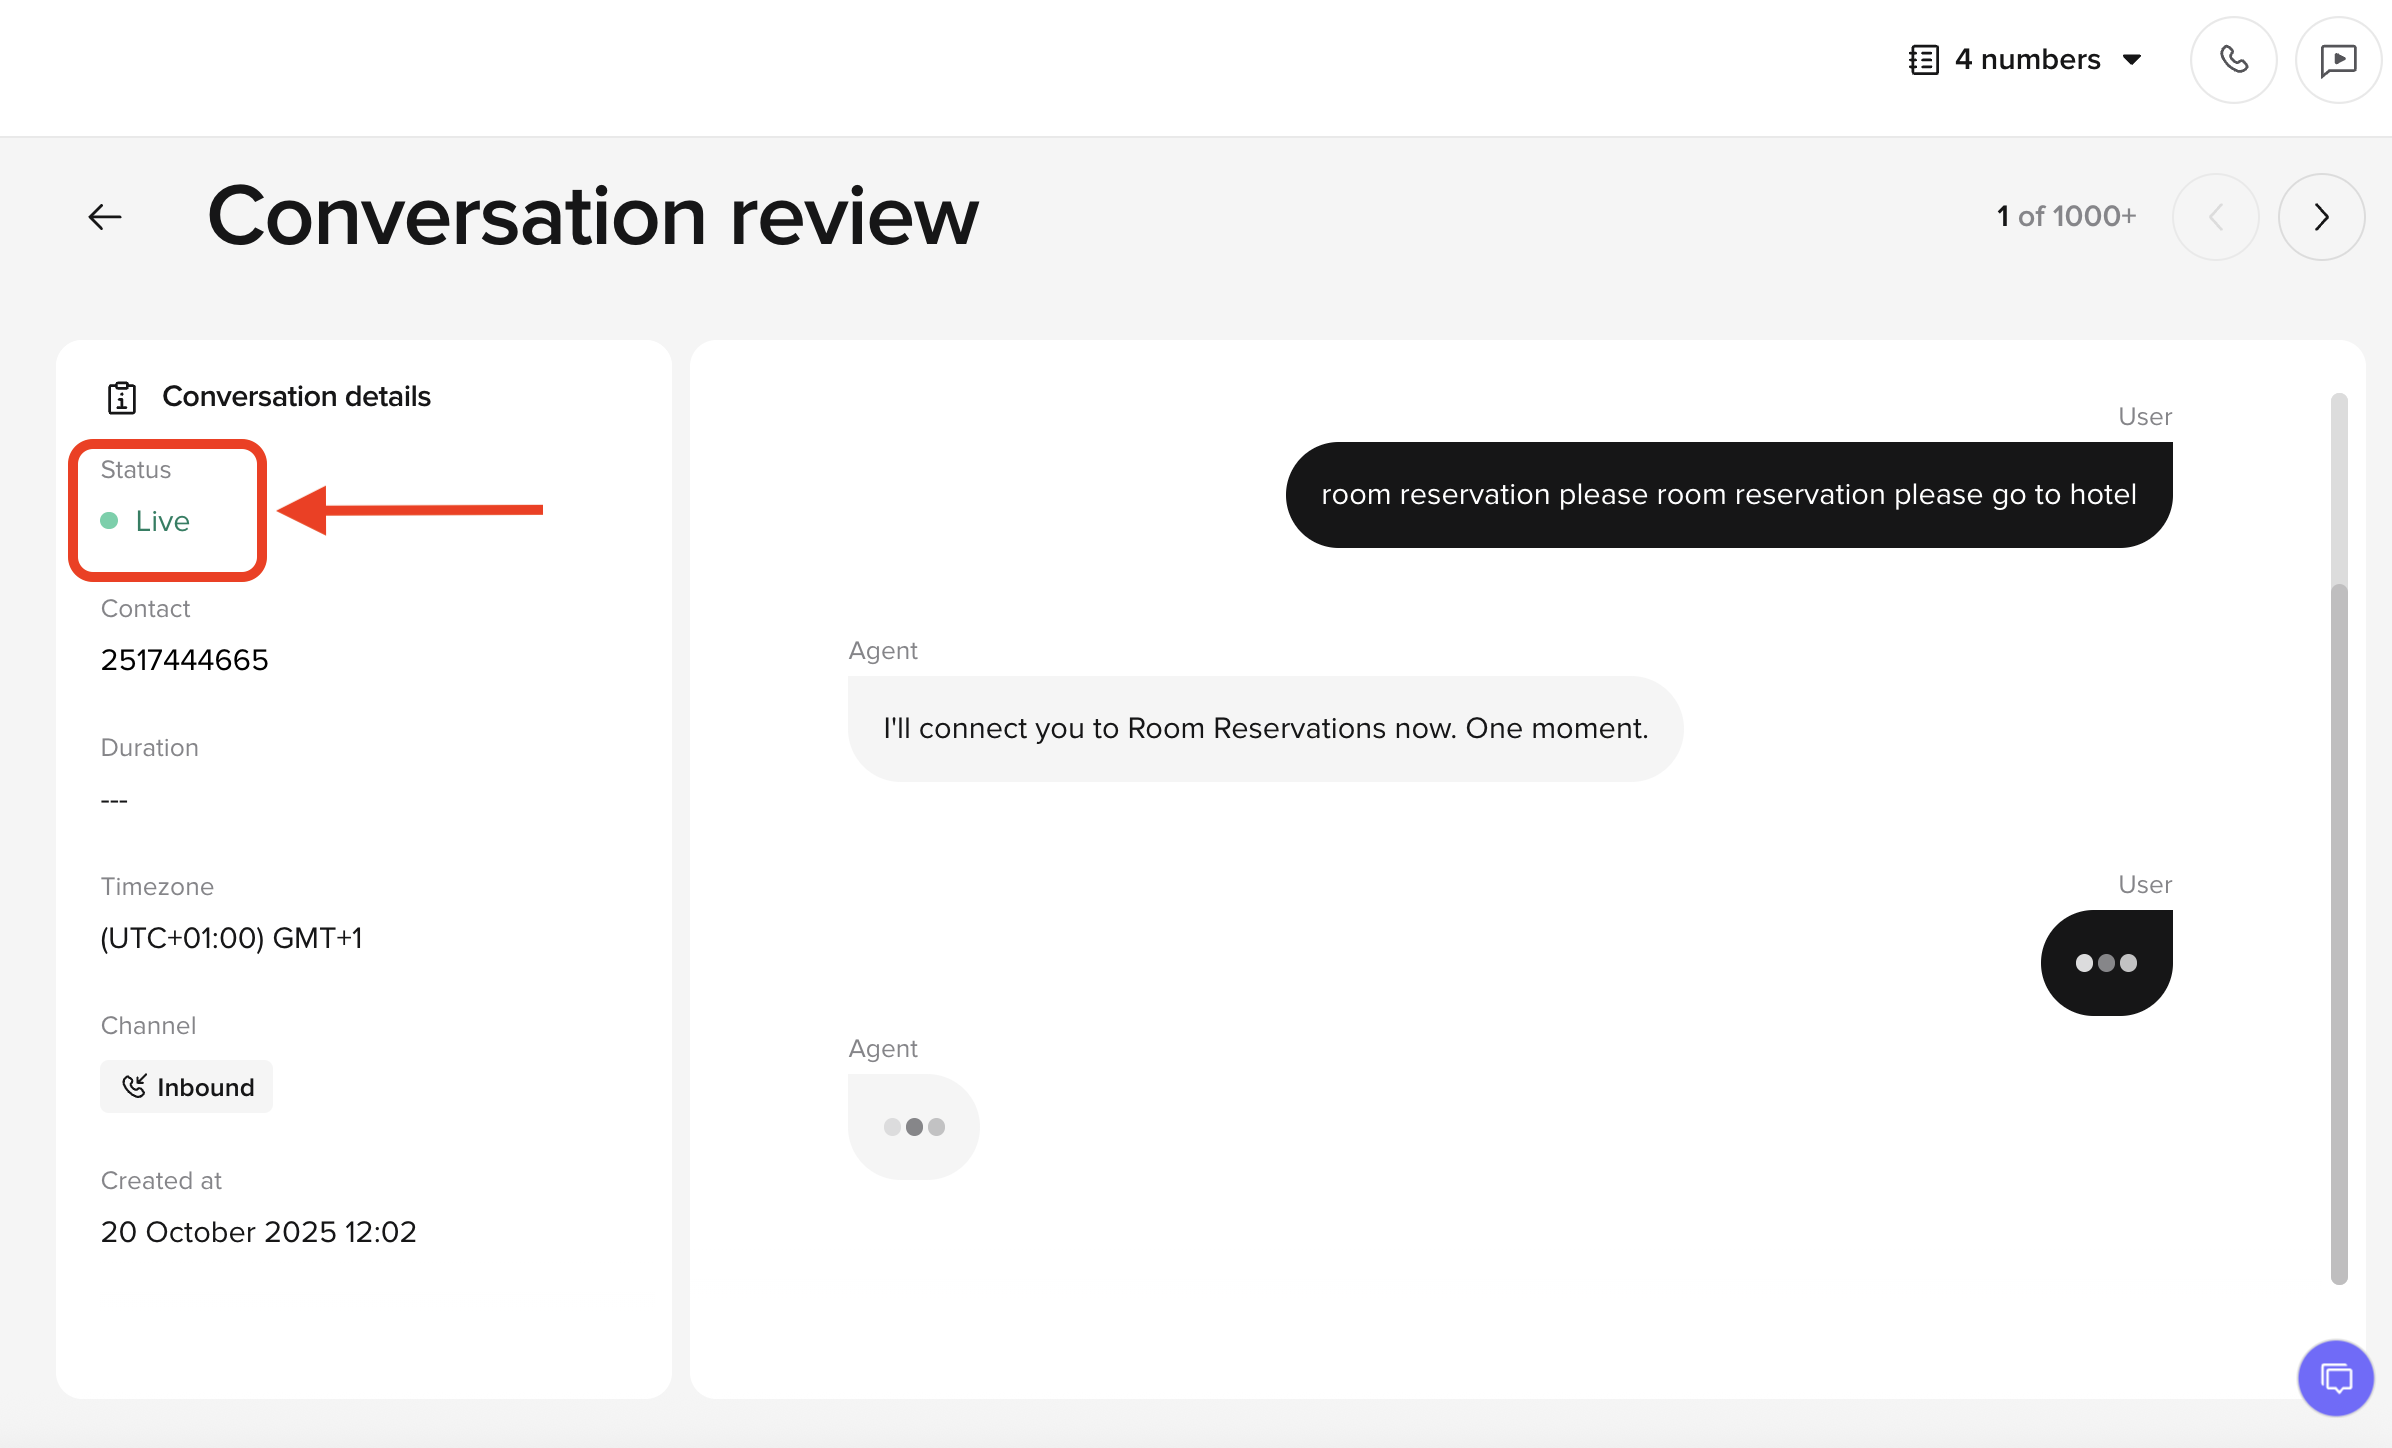 4 numbers
Conversation review
1 of 1000+
Conversation details
Status
Live
Contact
2517444665
Duration
---
Timezone
(UTC+01:00) GMT+1
Channel
Inbound
Created at
20 October 2025 12:02
User
room reservation please room reservation please go to hotel
Agent
I'll connect you to Room Reservations now. One moment.
User
Agent